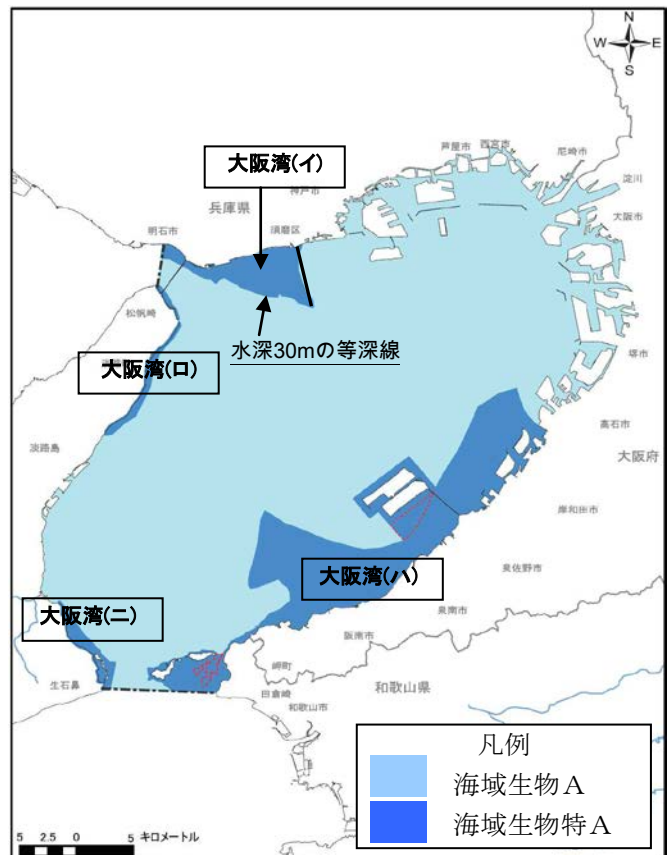 N
W E
S
芦屋市
西宮市
尼崎市
大阪湾(イ)
神戸市
淀川
兵庫県
大阪市
須磨区
明石市
松帆崎
水深30mの等深線
堺市
大阪湾(ロ)
高石市
淡路島
大阪府
岸和田市
泉佐野市
大阪湾(ハ)
大阪湾(ニ)
泉南市
阪南市
岬町
生石鼻
田倉崎
和歌山県
和歌山市
凡例
海域生物A
海域生物特A
5 2.5 0 5 キロメートル